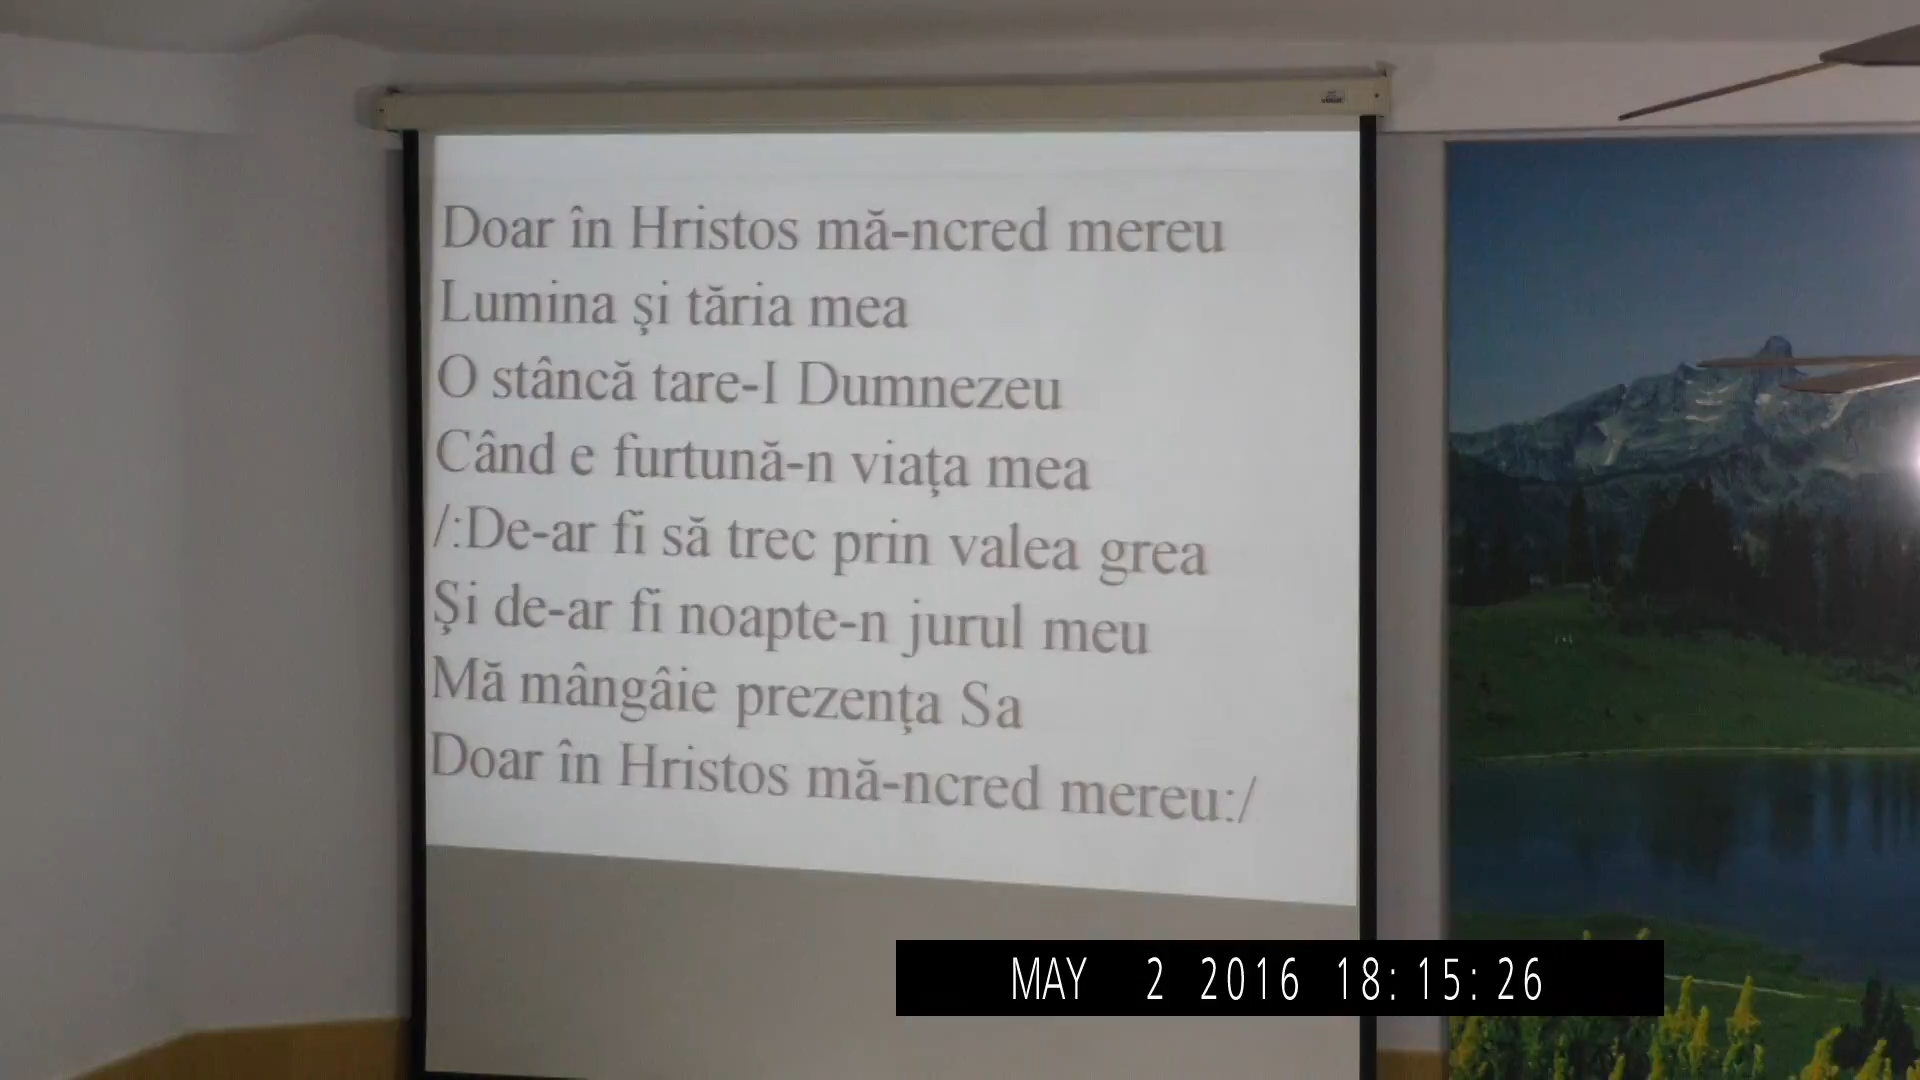 Doar în Hristos mă-ncred mereu
Lumina şi tăria mea
O stâncă tare-I Dumnezeu
Când e furtună-n viaţa mea
/:De-ar fi să trec prin valea grea
Şi de-ar fi noapte-n jurul meu
Mă mângâie prezenţa Sa
Doar în Hristos mă-ncred mereu:/
MAY 2 2016 18:15:26